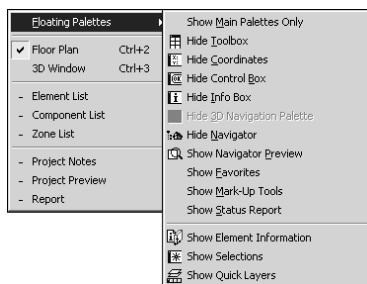 Floating Palettes
Floor Plan Ctrl+2
3D Window Ctrl+3
- Element List
- Component List
- Zone List
- Project Notes
- Project Preview
- Report
Show Main Palettes Only
Hide Toolbox
Hide Coordinates
Hide Control Box
Hide Info Box
Hide 3D Navigation Palette
Hide Navigator
Show Navigator Preview
Show Favorites
Show Mark-Up Tools
Show Status Report
Show Element Information
Show Selections
Show Quick Layers